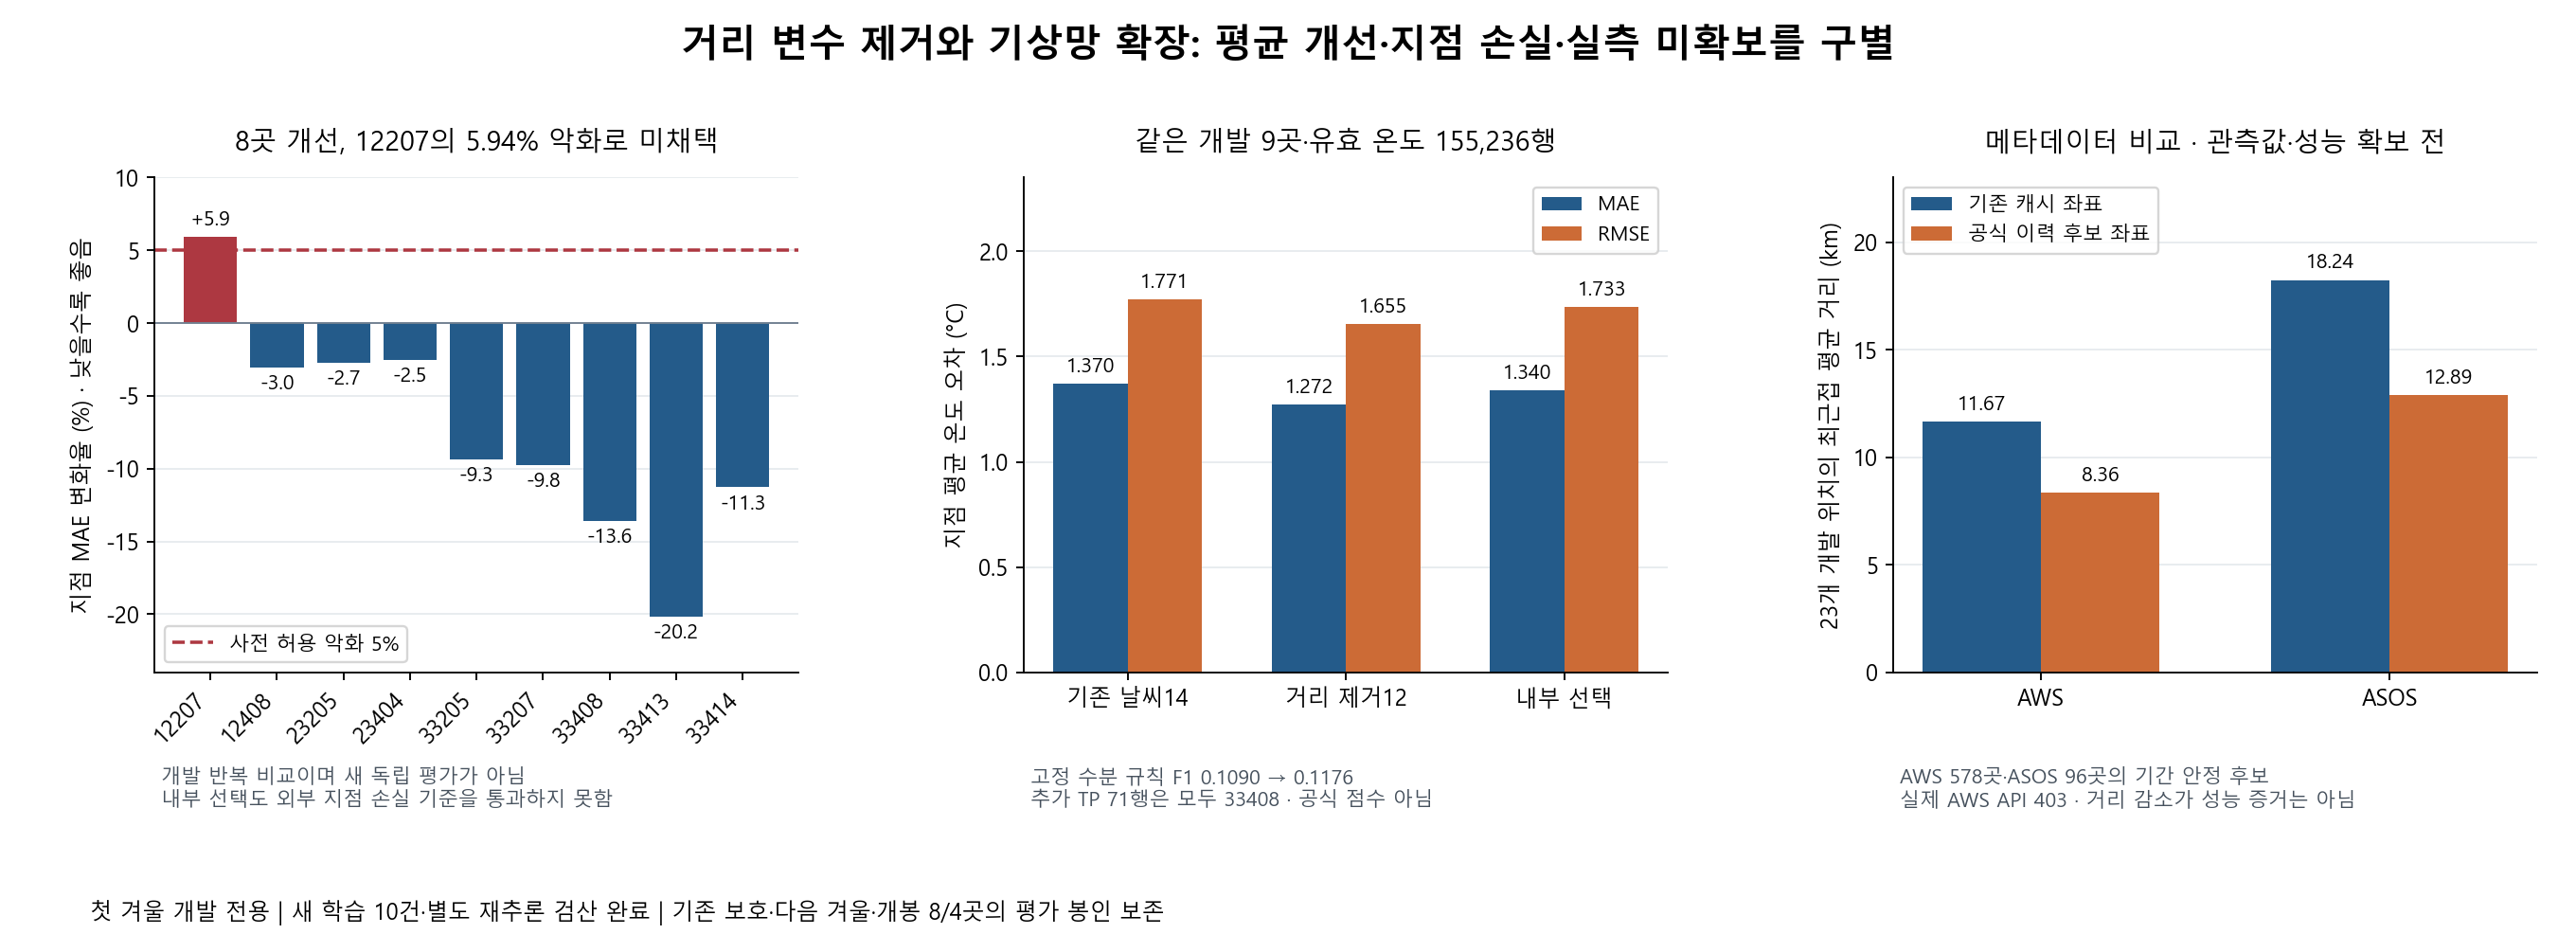 거리 변수 제거와 기상망 확장: 평균 개선·지점 손실·실측 미확보를 구별
8곳 개선, 12207의 5.94% 악화로 미채택
지점 MAE 변화율 (%) · 낮을수록 좋음
10
5
0
-5
-10
-15
-20
+5.9
-3.0
-2.7
-2.5
-9.3
-9.8
-13.6
-20.2
-11.3
사전 허용 악화 5%
12207
12408
23205
23404
33205
33207
33408
33413
33414
개발 반복 비교이며 새 독립 평가가 아님
내부 선택도 외부 지점 손실 기준을 통과하지 못함
같은 개발 9곳·유효 온도 155,236행
지점 평균 온도 오차 (°C)
2.0
1.5
1.0
0.5
0.0
MAE
RMSE
1.370
1.771
1.272
1.655
1.340
1.733
기존 날씨14
거리 제거12
내부 선택
고정 수분 규칙 F1 0.1090 → 0.1176
추가 TP 71행은 모두 33408 · 공식 점수 아님
메타데이터 비교 · 관측값·성능 확보 전
23개 개발 위치의 최근접 평균 거리 (km)
20
15
10
5
0
기존 캐시 좌표
공식 이력 후보 좌표
11.67
8.36
18.24
12.89
AWS
ASOS
AWS 578곳·ASOS 96곳의 기간 안정 후보
실제 AWS API 403 · 거리 감소가 성능 증거는 아님
첫 겨울 개발 전용 | 새 학습 10건·별도 재추론 검산 완료 | 기존 보호·다음 겨울·개봉 8/4곳의 평가 봉인 보존